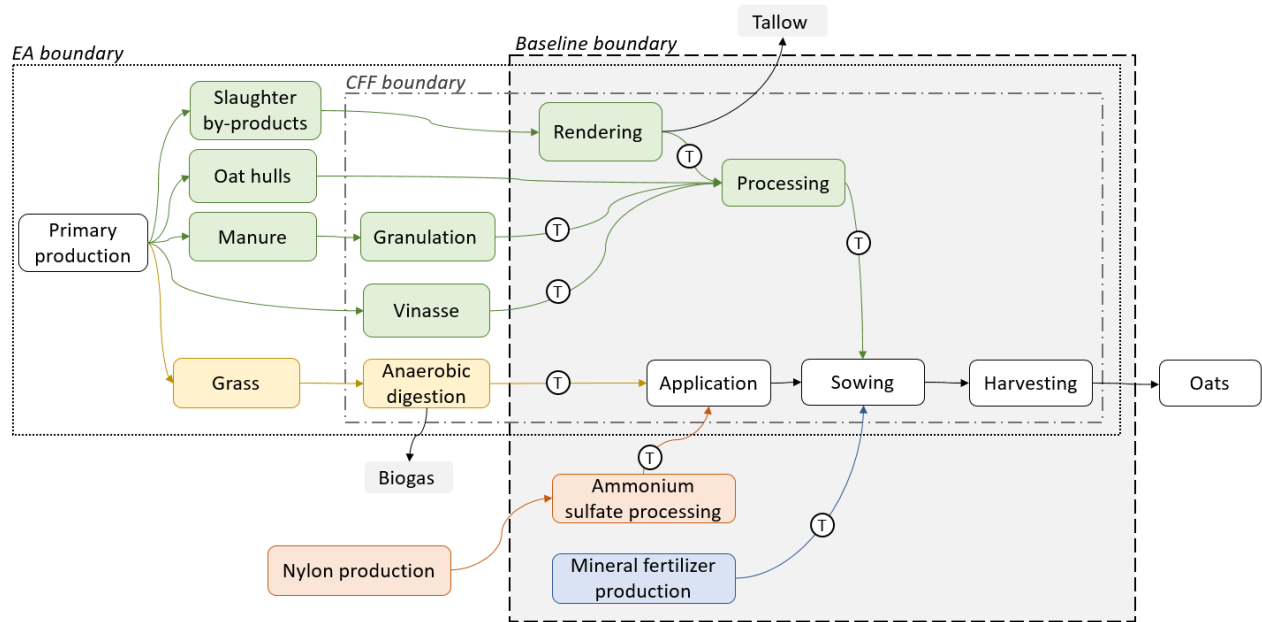 Tallow
Baseline boundary
EA boundary
CFF boundary
Slaughter
by-products
Rendering
T
Oat hulls
Processing
Primary
production
Manure
Granulation
T
T
Vinasse
T
Grass
Anaerobic
digestion
T
Application
Sowing
Harvesting
Oats
Biogas
T
Ammonium
sulfate processing
T
Nylon production
Mineral fertilizer
production